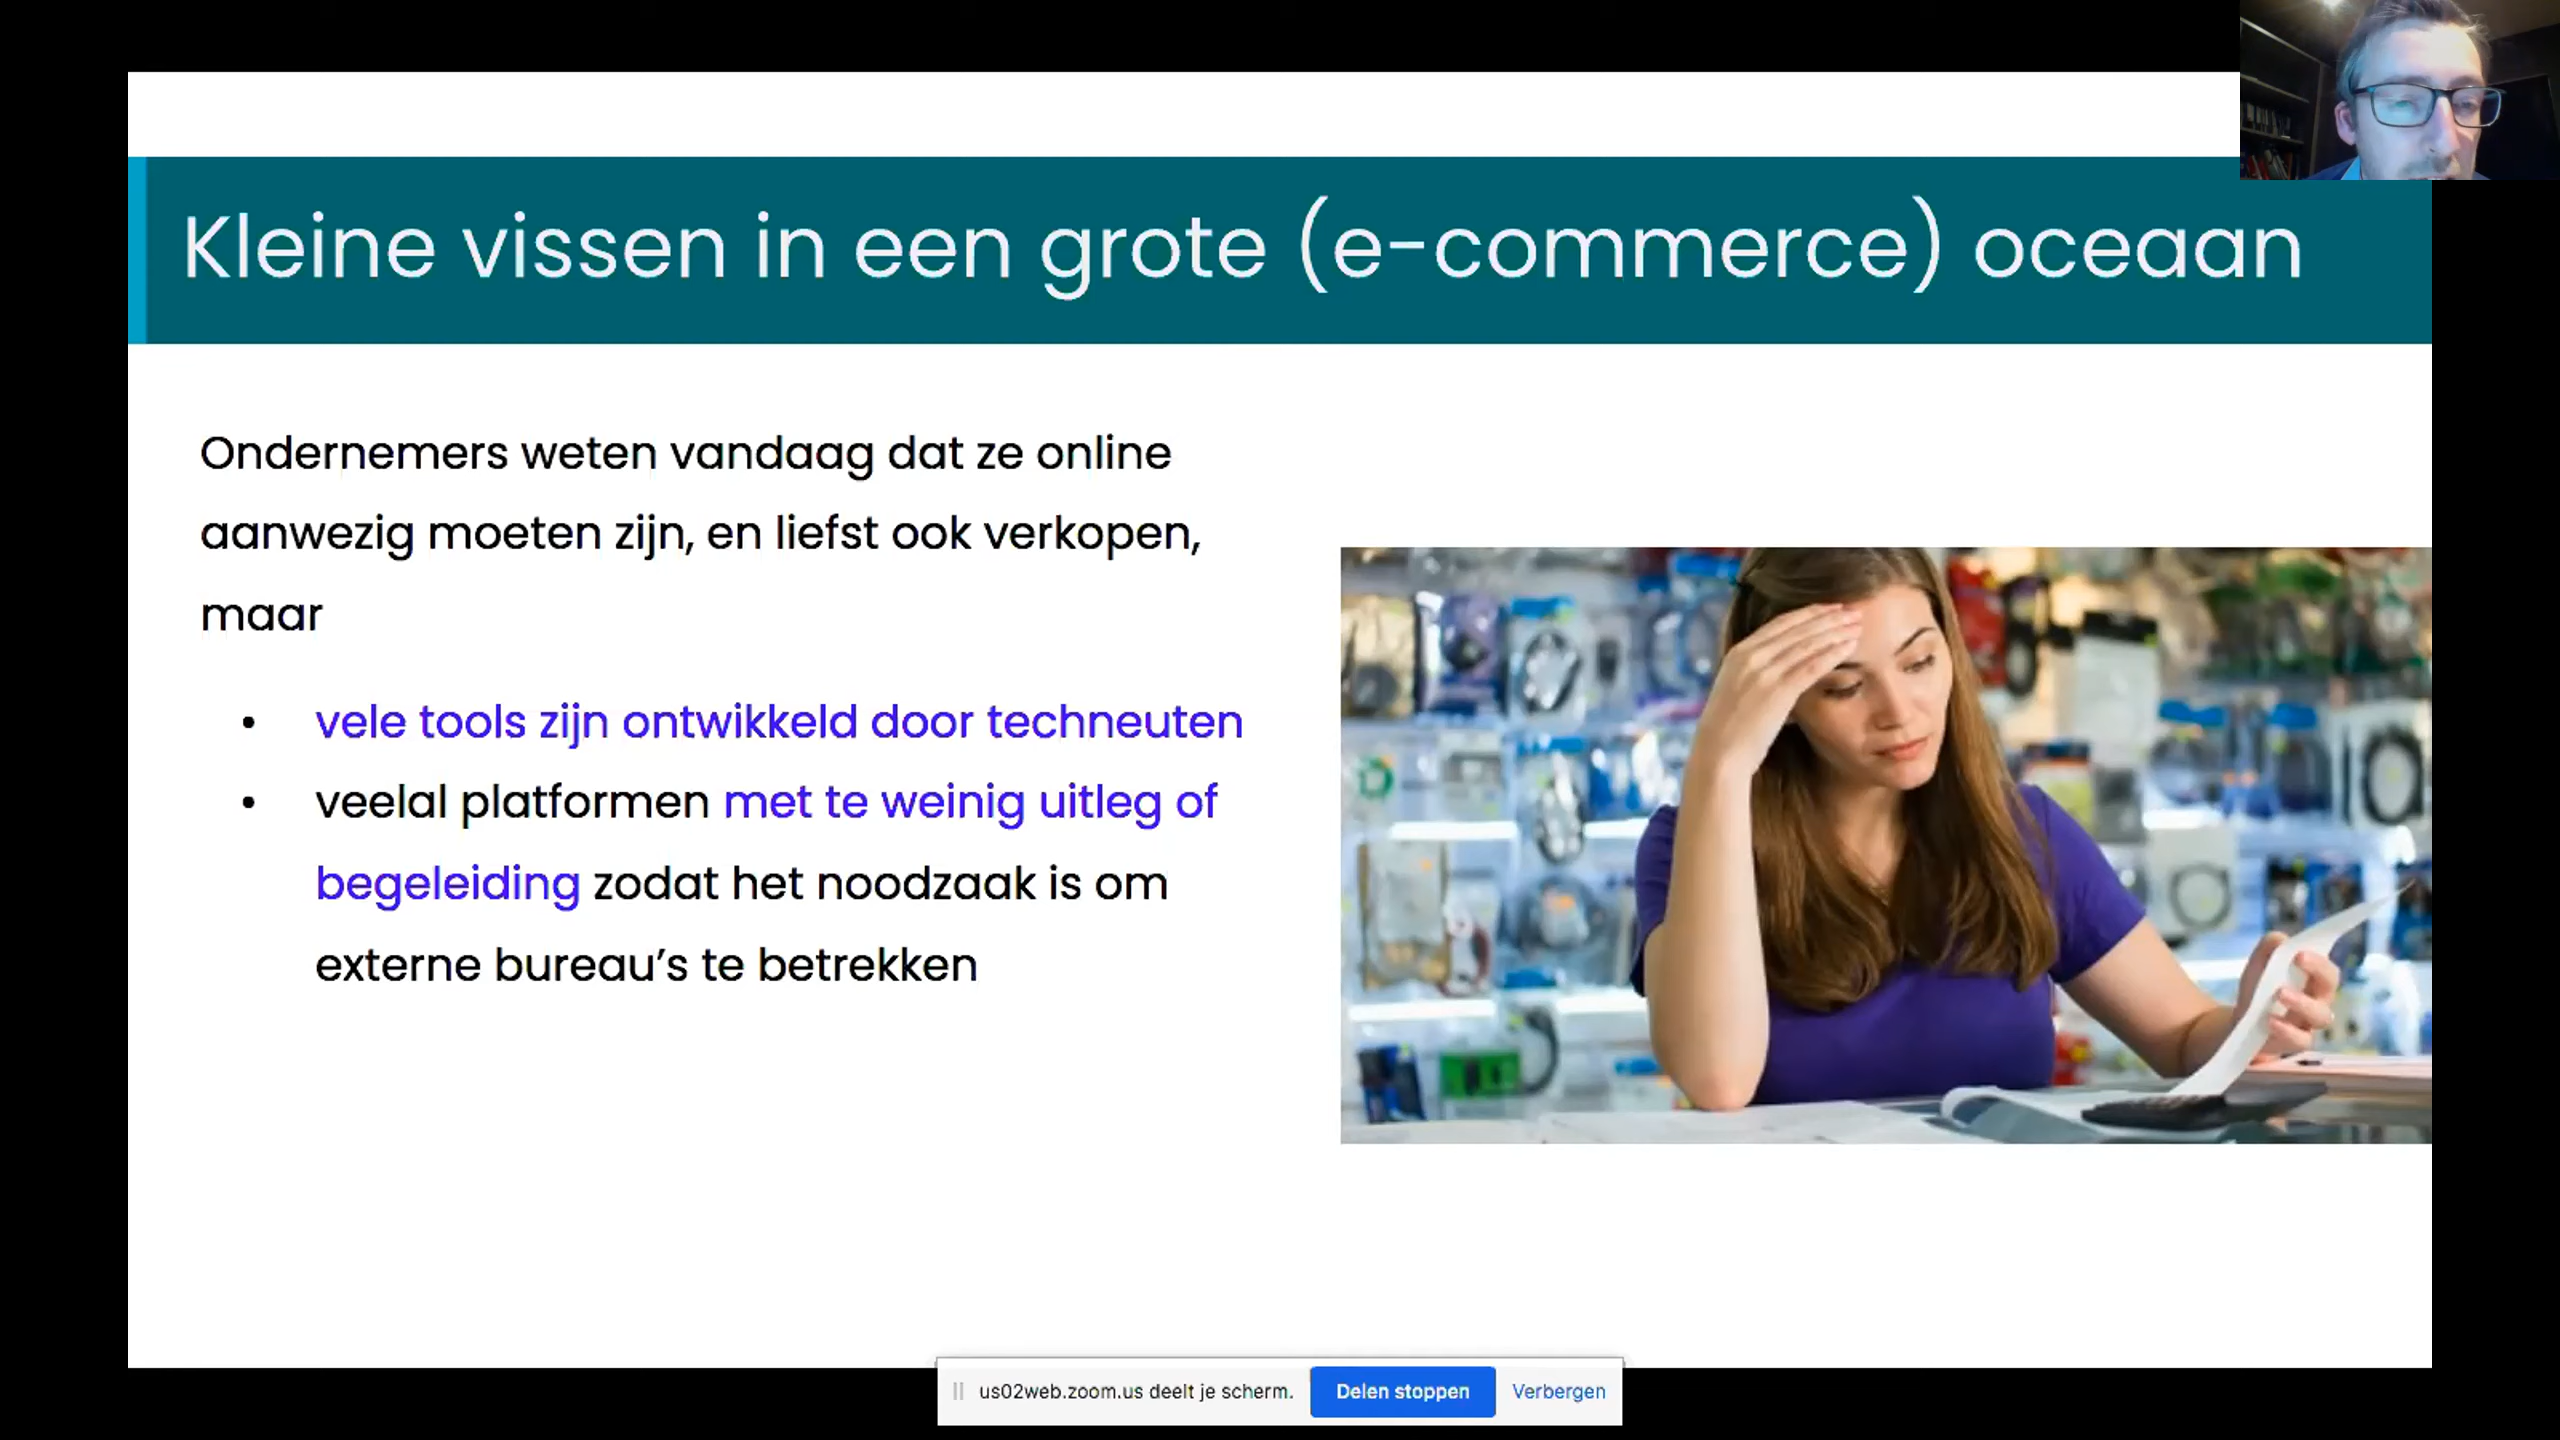 Kleine vissen in een grote (e-commerce) oceaan
Ondernemers weten vandaag dat ze online
aanwezig moeten zijn, en liefst ook verkopen,
maar
• vele tools zijn ontwikkeld door techneuten
• veelal platformen met te weinig uitleg of
begeleiding zodat het noodzaak is om
externe bureau’s te betrekken
us02web.zoom.us deelt je scherm. Delen stoppen Verbergen